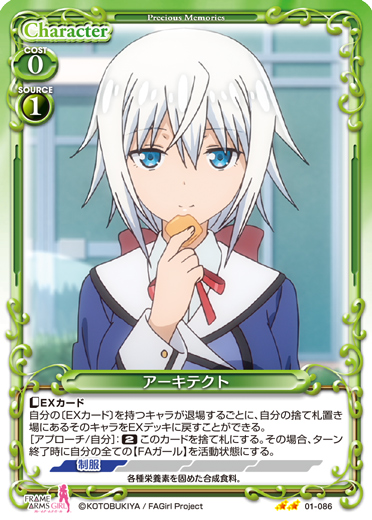 Precious Memories
Character
COST
0
SOURCE
1
アーキテクト
EXカード
自分の〔EXカード〕を持つキャラが退場するごとに、自分の捨て札置き
場にあるそのキャラをEXデッキに戻すことができる。
[アプローチ/自分]:2このカードを捨て札にする。その場合、ターン
終了時に自分の全ての【FAガール】を活動状態にする。
制服
各種栄養素を固めた合成食料。
FRAME ARMS GIRL
©KOTOBUKIYA / FAGirl Project
01-086